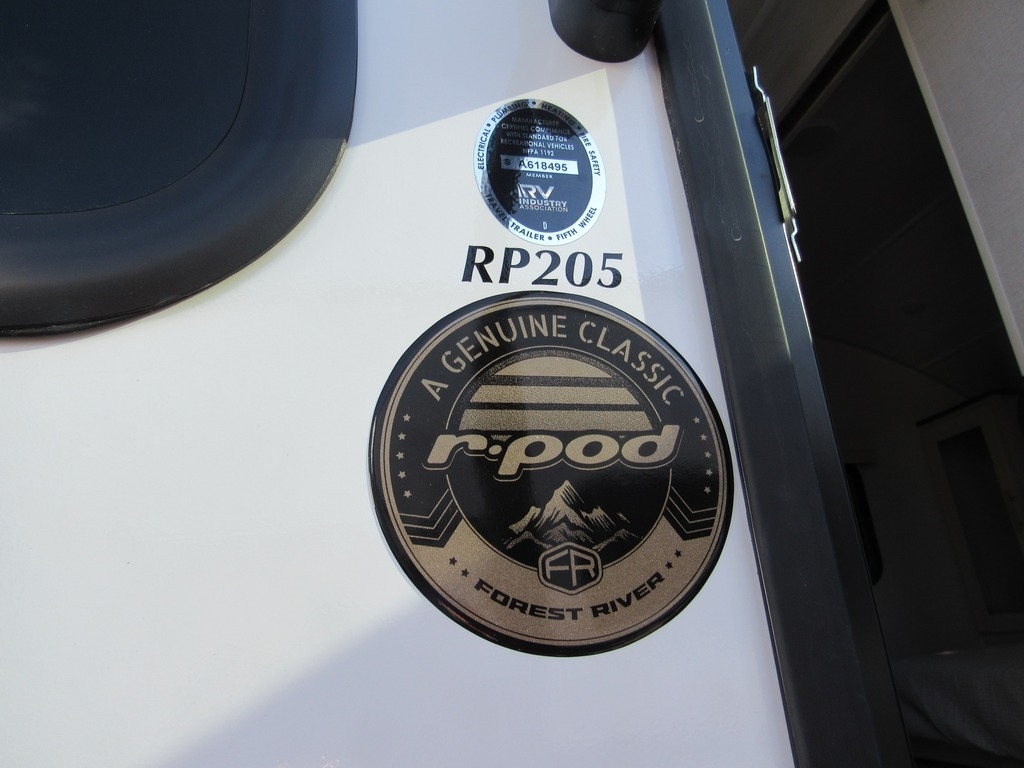 ELECTRICAL • PLUMBING • HEATING • FIRE SAFETY
MANUFACTURER
CERTIFIES COMPLIANCE
WITH STANDARD FOR
RECREATIONAL VEHICLES
NFPA 1192
S A618495
MEMBER
RV
INDUSTRY
ASSOCIATION
D
TRAVEL TRAILER • FIFTH WHEEL
RP205
A GENUINE CLASSIC
r·pod
FR
FOREST RIVER